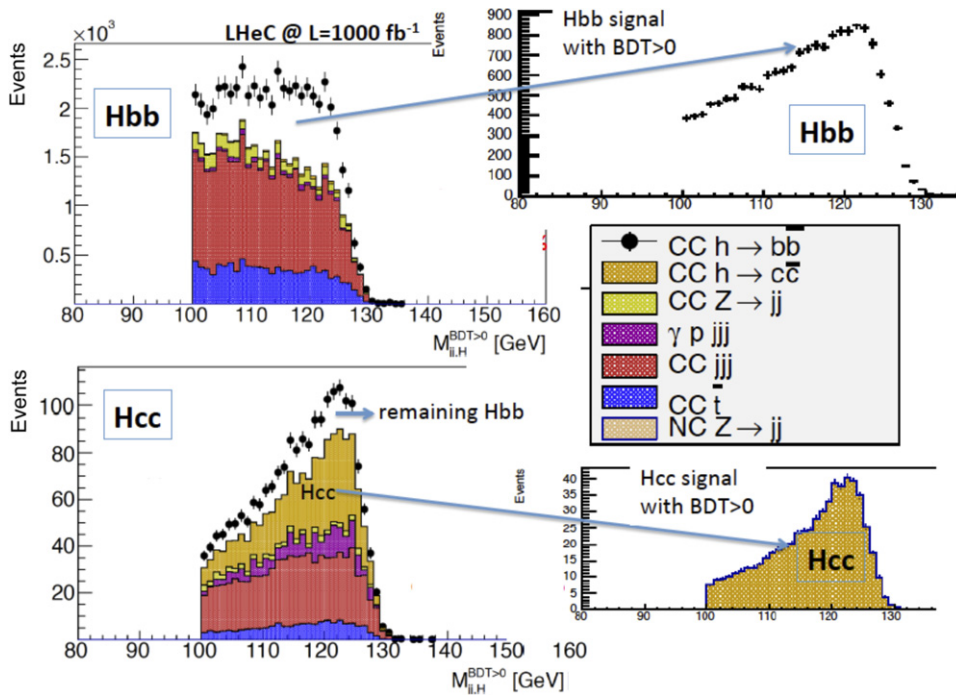 LHeC @ L=1000 fb⁻¹
×10³
Events
2.5
2
1.5
1
0.5
0
Hbb
80 90 100 110 120 130 140 150 160
M_{jj,H}^{BDT>0} [GeV]
Hbb signal
with BDT>0
Events
900
800
700
600
500
400
300
200
100
0
Hbb
80 90 100 110 120 130
CC h → bb̅
CC h → cc̅
CC Z → jj
γ p jjj
CC jjj
CC t̅
NC Z → jj
Events
100
80
60
40
20
Hcc
remaining Hbb
Hcc
80 90 100 110 120 130 140 150 160
M_{jj,H}^{BDT>0} [GeV]
Hcc signal
with BDT>0
Events
40
35
30
25
20
15
10
5
0
Hcc
80 90 100 110 120 130